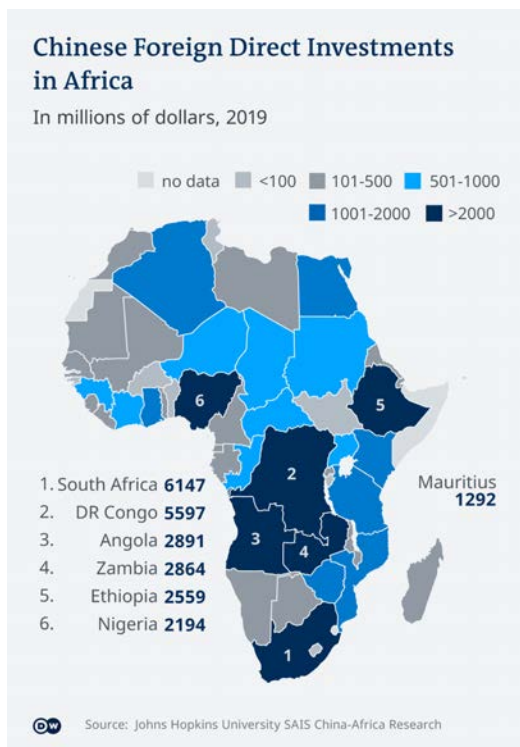 Chinese Foreign Direct Investments
in Africa
In millions of dollars, 2019
no data <100 101-500 501-1000
1001-2000 >2000
6
5
2
3
4
1
Mauritius
1292
1. South Africa 6147
2. DR Congo 5597
3. Angola 2891
4. Zambia 2864
5. Ethiopia 2559
6. Nigeria 2194
DW Source: Johns Hopkins University SAIS China-Africa Research